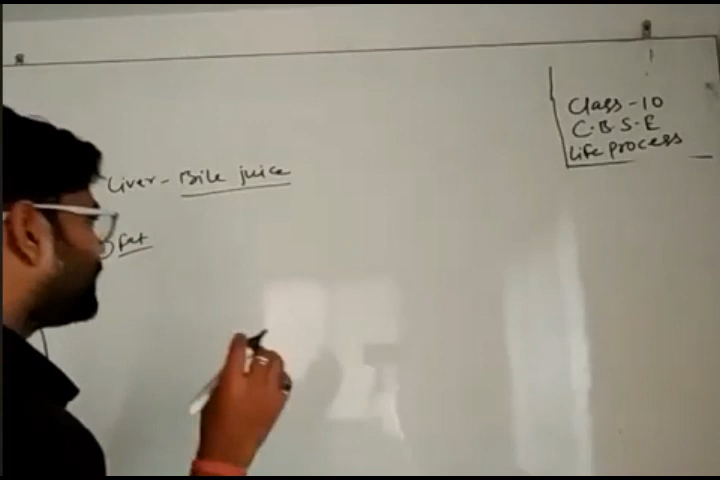 Class-10
C.B.S.E
Life process
Liver - Bile juice
fat